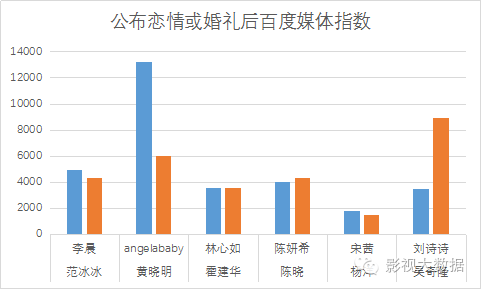 公布恋情或婚礼后百度媒体指数
14000
12000
10000
8000
6000
4000
2000
0
李晨 angelababy 林心如 陈妍希 宋茜 刘诗诗
范冰冰 黄晓明 霍建华 陈晓 杨 吴奇隆
影视大数据